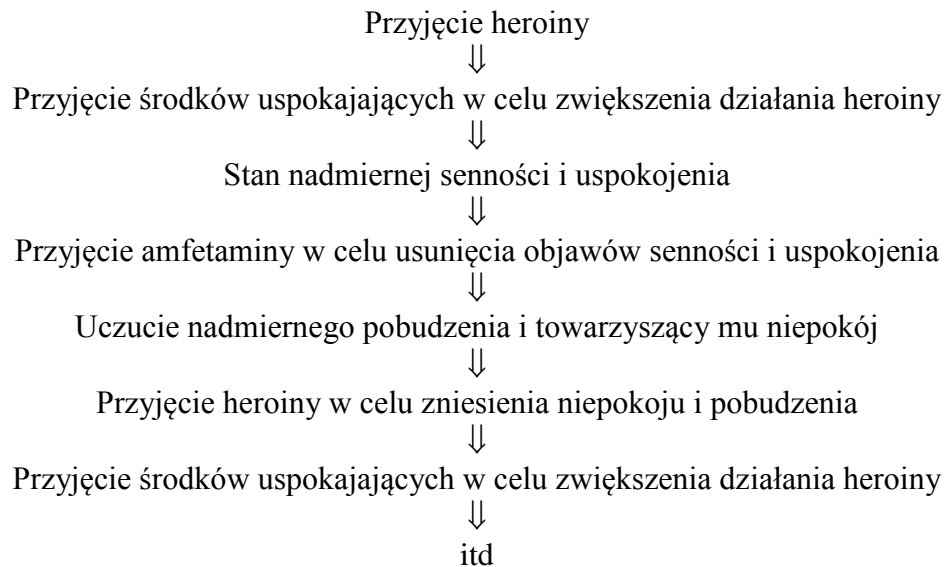 Przyjęcie heroiny
⇓
Przyjęcie środków uspokajających w celu zwiększenia działania heroiny
⇓
Stan nadmiernej senności i uspokojenia
⇓
Przyjęcie amfetaminy w celu usunięcia objawów senności i uspokojenia
⇓
Uczucie nadmiernego pobudzenia i towarzyszący mu niepokój
⇓
Przyjęcie heroiny w celu zniesienia niepokoju i pobudzenia
⇓
Przyjęcie środków uspokajających w celu zwiększenia działania heroiny
⇓
itd